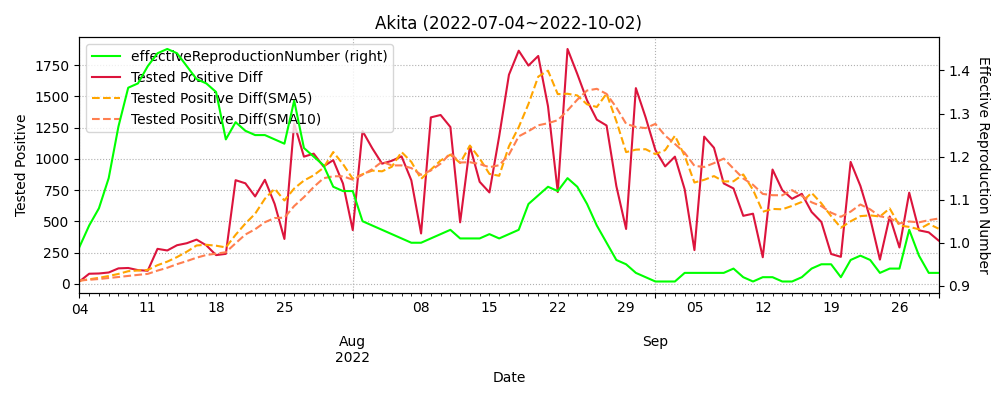 Akita (2022-07-04~2022-10-02)
effectiveReproductionNumber (right)
Tested Positive Diff
Tested Positive Diff(SMA5)
Tested Positive Diff(SMA10)
Tested Positive
1750
1500
1250
1000
750
500
250
0
Effective Reproduction Number
1.4
1.3
1.2
1.1
1.0
0.9
04 11 18 25 08 15 22 29 05 12 19 26
Aug Sep
2022
Date